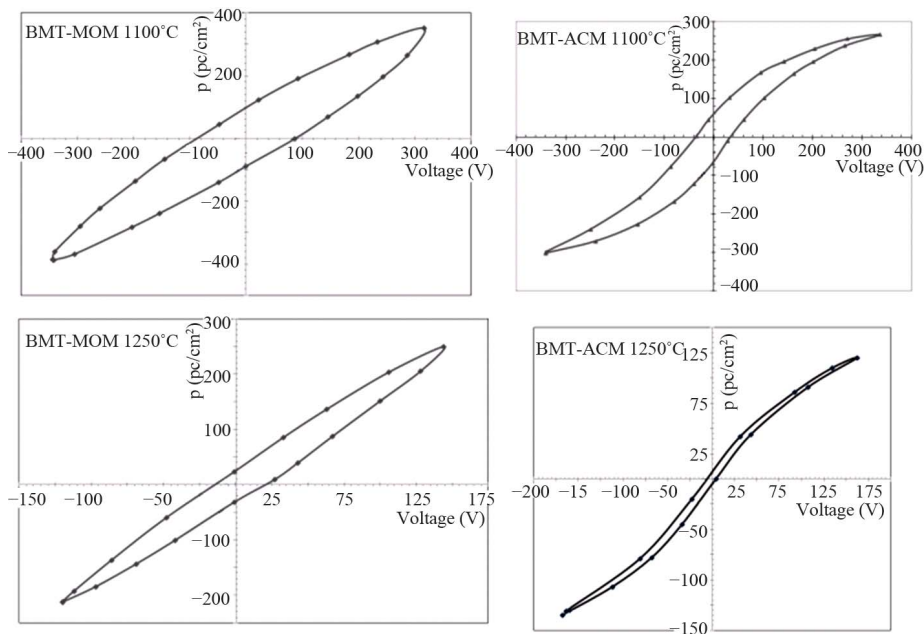 BMT-MOM 1100°C
p (pc/cm²)
400
200
−400 −300 −200 −100 100 200 300 400
Voltage (V)
−200
−400
BMT-ACM 1100°C
p (pc/cm²)
300
200
100
−400 −300 −200 −100 100 200 300 400
Voltage (V)
−100
−200
−300
−400
BMT-MOM 1250°C
p (pc/cm²)
300
200
100
−150 −100 −50 25 75 125 175
Voltage (V)
−100
−200
BMT-ACM 1250°C
p (pc/cm²)
125
75
25
−200 −150 −100 −50 25 75 125 175
Voltage (V)
−50
−100
−150